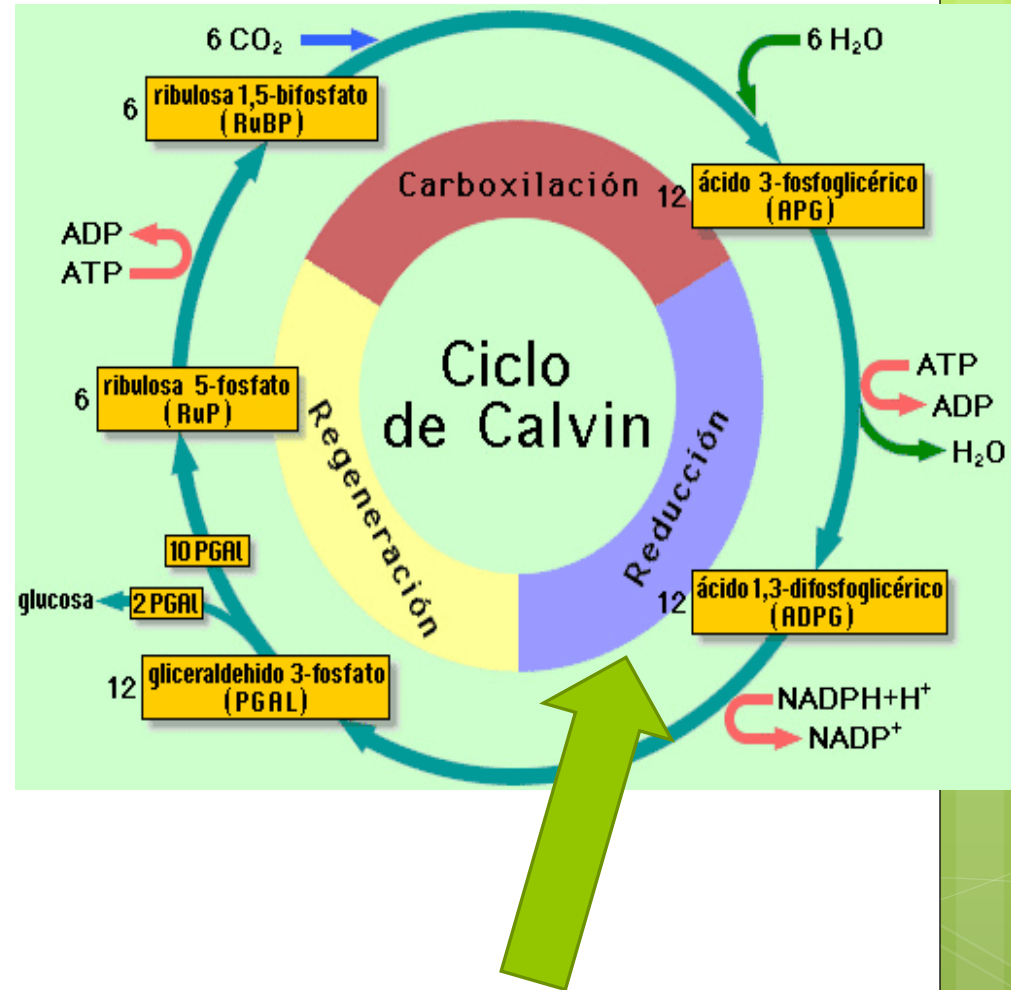 6 CO₂
6 H₂O
6
ribulosa 1,5-bifosfato
(RuBP)
Carboxilación
12
ácido 3-fosfoglicérico
(APG)
ADP
ATP
Ciclo
de Calvin
ATP
ADP
H₂O
6
ribulosa 5-fosfato
(RuP)
Regeneración
Reducción
10 PGAL
glucosa
2 PGAL
12
ácido 1,3-difosfoglicérico
(ADPG)
12
gliceraldehido 3-fosfato
(PGAL)
NADPH+H⁺
NADP⁺